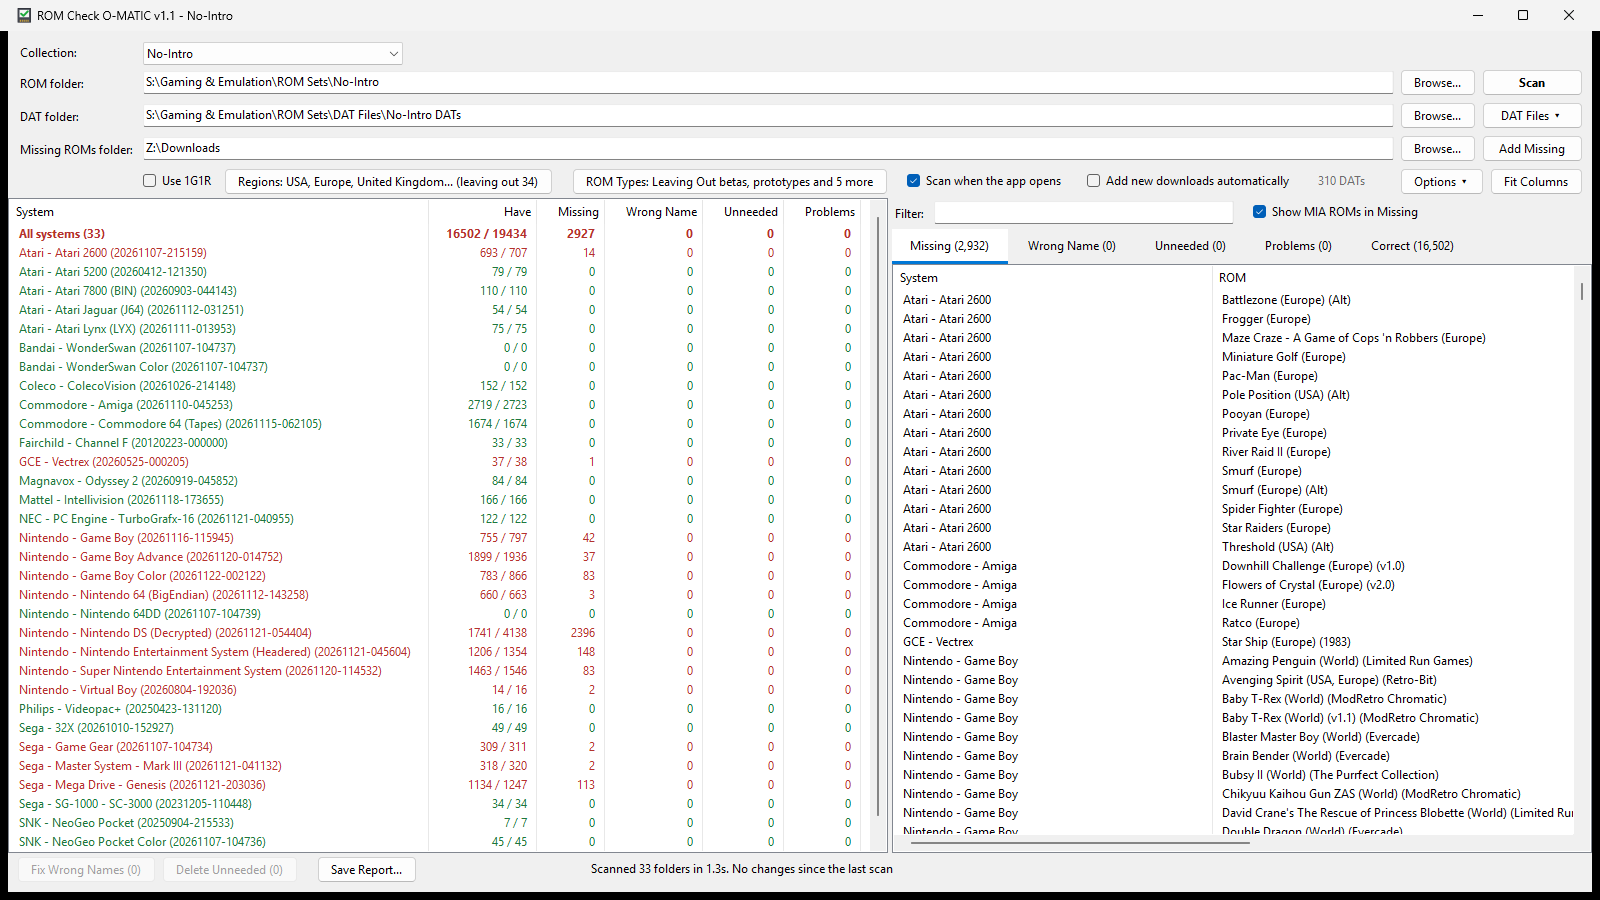 ROM Check O-MATIC v1.1 - No-Intro
Collection: No-Intro
ROM folder: S:\Gaming & Emulation\ROM Sets\No-Intro Browse... Scan
DAT folder: S:\Gaming & Emulation\ROM Sets\DAT Files\No-Intro DATs Browse... DAT Files
Missing ROMs folder: Z:\Downloads Browse... Add Missing
Use 1G1R Regions: USA, Europe, United Kingdom... (leaving out 34) ROM Types: Leaving Out betas, prototypes and 5 more Scan when the app opens Add new downloads automatically 310 DATs Options Fit Columns
System Have Missing Wrong Name Unneeded Problems
All systems (33) 16502 / 19434 2927 0 0 0
Atari - Atari 2600 (20261107-215159) 693 / 707 14 0 0 0
Atari - Atari 5200 (20260412-121350) 79 / 79 0 0 0 0
Atari - Atari 7800 (BIN) (20260903-044143) 110 / 110 0 0 0 0
Atari - Atari Jaguar (J64) (20261112-031251) 54 / 54 0 0 0 0
Atari - Atari Lynx (LYX) (20261111-013953) 75 / 75 0 0 0 0
Bandai - WonderSwan (20261107-104737) 0 / 0 0 0 0 0
Bandai - WonderSwan Color (20261107-104737) 0 / 0 0 0 0 0
Coleco - ColecoVision (20261026-214148) 152 / 152 0 0 0 0
Commodore - Amiga (20261110-045253) 2719 / 2723 0 0 0 0
Commodore - Commodore 64 (Tapes) (20261115-062105) 1674 / 1674 0 0 0 0
Fairchild - Channel F (20120223-000000) 33 / 33 0 0 0 0
GCE - Vectrex (20260525-000205) 37 / 38 1 0 0 0
Magnavox - Odyssey 2 (20260919-045852) 84 / 84 0 0 0 0
Mattel - Intellivision (20261118-173655) 166 / 166 0 0 0 0
NEC - PC Engine - TurboGrafx-16 (20261121-040955) 122 / 122 0 0 0 0
Nintendo - Game Boy (20261116-115945) 755 / 797 42 0 0 0
Nintendo - Game Boy Advance (20261120-014752) 1899 / 1936 37 0 0 0
Nintendo - Game Boy Color (20261122-002122) 783 / 866 83 0 0 0
Nintendo - Nintendo 64 (BigEndian) (20261112-143258) 660 / 663 3 0 0 0
Nintendo - Nintendo 64DD (20261107-104739) 0 / 0 0 0 0 0
Nintendo - Nintendo DS (Decrypted) (20261121-054404) 1741 / 4138 2396 0 0 0
Nintendo - Nintendo Entertainment System (Headered) (20261121-045604) 1206 / 1354 148 0 0 0
Nintendo - Super Nintendo Entertainment System (20261120-114532) 1463 / 1546 83 0 0 0
Nintendo - Virtual Boy (20260804-192036) 14 / 16 2 0 0 0
Philips - Videopac+ (20250423-131120) 16 / 16 0 0 0 0
Sega - 32X (20261010-152927) 49 / 49 0 0 0 0
Sega - Game Gear (20261107-104734) 309 / 311 2 0 0 0
Sega - Master System - Mark III (20261121-041132) 318 / 320 2 0 0 0
Sega - Mega Drive - Genesis (20261121-203036) 1134 / 1247 113 0 0 0
Sega - SG-1000 - SC-3000 (20231205-110448) 34 / 34 0 0 0 0
SNK - NeoGeo Pocket (20250904-215533) 7 / 7 0 0 0 0
SNK - NeoGeo Pocket Color (20261107-104736) 45 / 45 0 0 0 0
Filter: Show MIA ROMs in Missing
Missing (2,932) Wrong Name (0) Unneeded (0) Problems (0) Correct (16,502)
System ROM
Atari - Atari 2600 Battlezone (Europe) (Alt)
Atari - Atari 2600 Frogger (Europe)
Atari - Atari 2600 Maze Craze - A Game of Cops 'n Robbers (Europe)
Atari - Atari 2600 Miniature Golf (Europe)
Atari - Atari 2600 Pac-Man (Europe)
Atari - Atari 2600 Pole Position (USA) (Alt)
Atari - Atari 2600 Pooyan (Europe)
Atari - Atari 2600 Private Eye (Europe)
Atari - Atari 2600 River Raid II (Europe)
Atari - Atari 2600 Smurf (Europe)
Atari - Atari 2600 Smurf (Europe) (Alt)
Atari - Atari 2600 Spider Fighter (Europe)
Atari - Atari 2600 Star Raiders (Europe)
Atari - Atari 2600 Threshold (USA) (Alt)
Commodore - Amiga Downhill Challenge (Europe) (v1.0)
Commodore - Amiga Flowers of Crystal (Europe) (v2.0)
Commodore - Amiga Ice Runner (Europe)
Commodore - Amiga Ratco (Europe)
GCE - Vectrex Star Ship (Europe) (1983)
Nintendo - Game Boy Amazing Penguin (World) (Limited Run Games)
Nintendo - Game Boy Avenging Spirit (USA, Europe) (Retro-Bit)
Nintendo - Game Boy Baby T-Rex (World) (ModRetro Chromatic)
Nintendo - Game Boy Baby T-Rex (World) (v1.1) (ModRetro Chromatic)
Nintendo - Game Boy Blaster Master Boy (World) (Evercade)
Nintendo - Game Boy Brain Bender (World) (Evercade)
Nintendo - Game Boy Bubsy II (World) (The Purrfect Collection)
Nintendo - Game Boy Chikyuu Kaihou Gun ZAS (World) (ModRetro Chromatic)
Nintendo - Game Boy David Crane's The Rescue of Princess Blobette (World) (Limited Ru
Nintendo - Game Boy Double Dragon (World) (Evercade)
Fix Wrong Names (0) Delete Unneeded (0) Save Report... Scanned 33 folders in 1.3s. No changes since the last scan